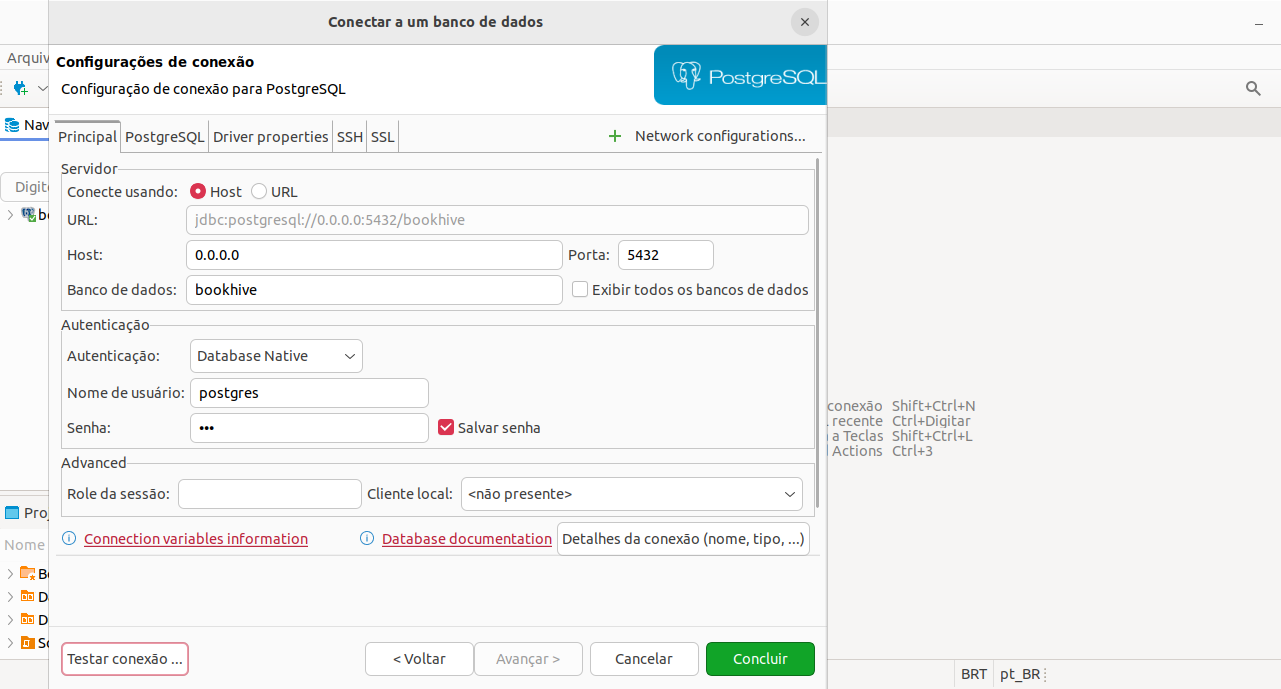 Conectar a um banco de dados
Arquiv
Configurações de conexão
Configuração de conexão para PostgreSQL
PostgreSQL
Nav
Principal PostgreSQL Driver properties SSH SSL
Network configurations...
Servidor
Digite
Conecte usando: Host URL
URL: jdbc:postgresql://0.0.0.0:5432/bookhive
Host: 0.0.0.0 Porta: 5432
Banco de dados: bookhive Exibir todos os bancos de dados
Autenticação
Autenticação: Database Native
Nome de usuário: postgres
Senha: ••• Salvar senha
conexão Shift+Ctrl+N
recente Ctrl+Digitar
a Teclas Shift+Ctrl+L
Actions Ctrl+3
Advanced
Role da sessão: Cliente local: <não presente>
Proj
Connection variables information Database documentation Detalhes da conexão (nome, tipo, ...)
Nome
Testar conexão ... < Voltar Avançar > Cancelar Concluir
BRT pt_BR